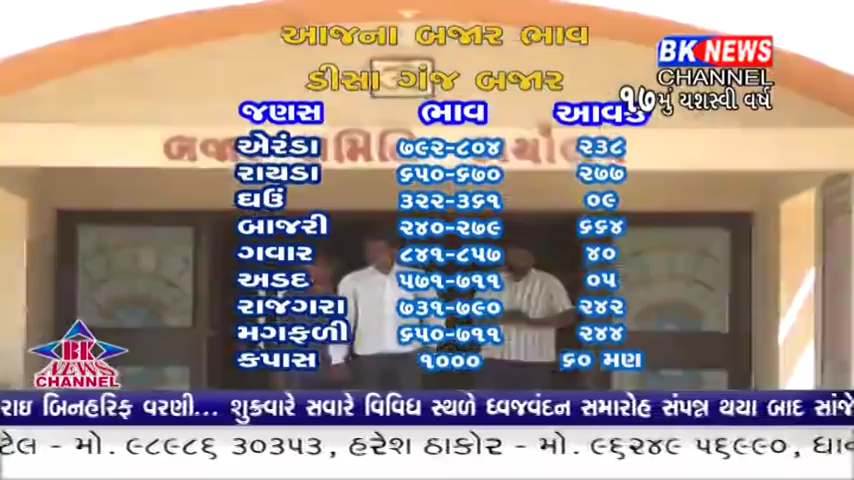 આજના બજાર ભાવ
ડીસા ગંજ બજાર
BK NEWS
CHANNEL
૧૭મું યશસ્વી વર્ષ
જણસ ભાવ આવક
એરંડા ૭૯૨-૮૦૪ ૨૩૮
રાયડા ૬૫૦-૬૭૦ ૨૭૭
ઘઉં ૩૨૨-૩૬૧ ૦૯
બાજરી ૨૪૦-૨૭૯ ૬૬૪
ગવાર ૮૪૧-૮૫૭ ૪૦
અડદ ૫૭૧-૭૧૧ ૦૫
રાજગરા ૭૩૧-૭૯૦ ૨૪૨
મગફળી ૬૫૦-૭૧૧ ૨૪૪
કપાસ ૧૦૦૦ ૬૦ મણ
BK
NEWS
CHANNEL
રાઇ બિનહરિફ વરણી... શુક્રવારે સવારે વિવિધ સ્થળે ધ્વજવંદન સમારોહ સંપન્ન થયા બાદ સાંજે
ટેલ - મો. ૯૮૯૮૬ ૩૦૩૫૩, હરેશ ઠાકોર - મો. ૯૬૨૪૯ ૫૬૯૯૦, ધા